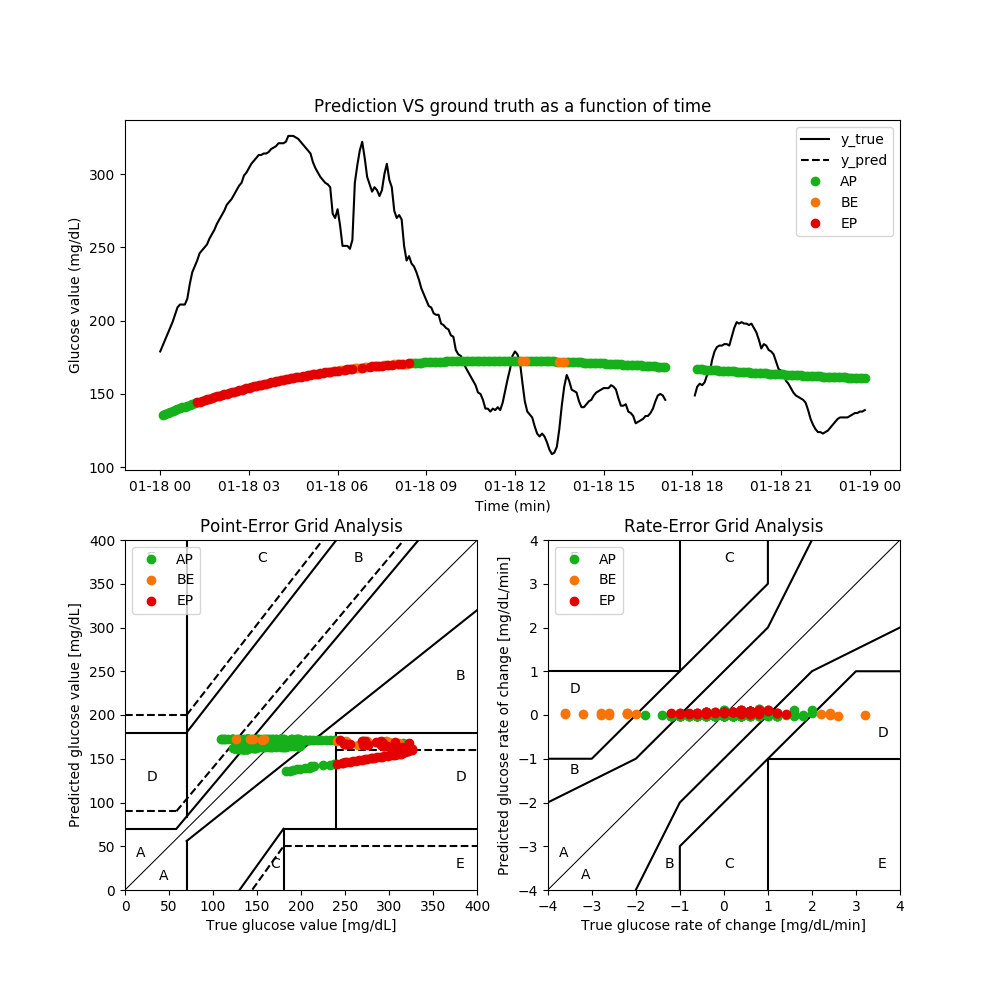 Prediction VS ground truth as a function of time
Glucose value (mg/dL)
300
250
200
150
100
y_true
y_pred
AP
BE
EP
01-18 00 01-18 03 01-18 06 01-18 09 01-18 12 01-18 15 01-18 18 01-18 21 01-19 00
Time (min)
Point-Error Grid Analysis
Predicted glucose value [mg/dL]
400
350
300
250
200
150
100
50
0
AP
BE
EP
C
B
B
D
D
A
A
C
E
0 50 100 150 200 250 300 350 400
True glucose value [mg/dL]
Rate-Error Grid Analysis
Predicted glucose rate of change [mg/dL/min]
4
3
2
1
0
−1
−2
−3
−4
AP
BE
EP
C
D
D
B
A
A
B
C
E
−4 −3 −2 −1 0 1 2 3 4
True glucose rate of change [mg/dL/min]